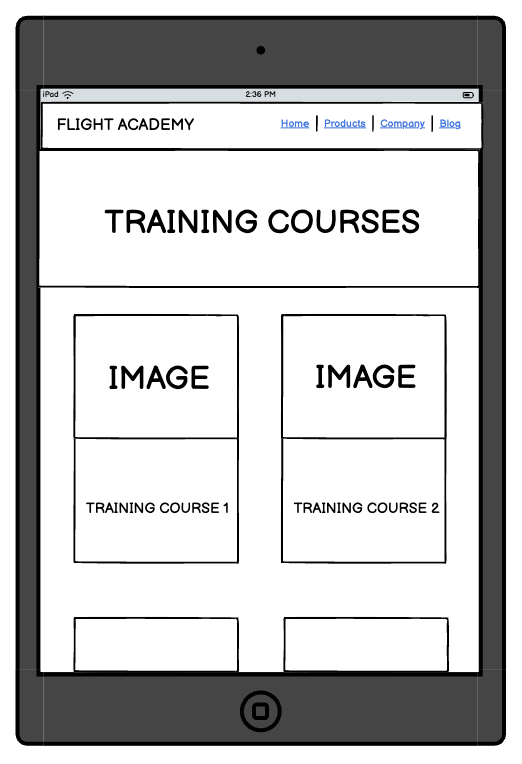 iPad 2:36 PM
FLIGHT ACADEMY Home | Products | Company | Blog
TRAINING COURSES
IMAGE IMAGE
TRAINING COURSE 1 TRAINING COURSE 2